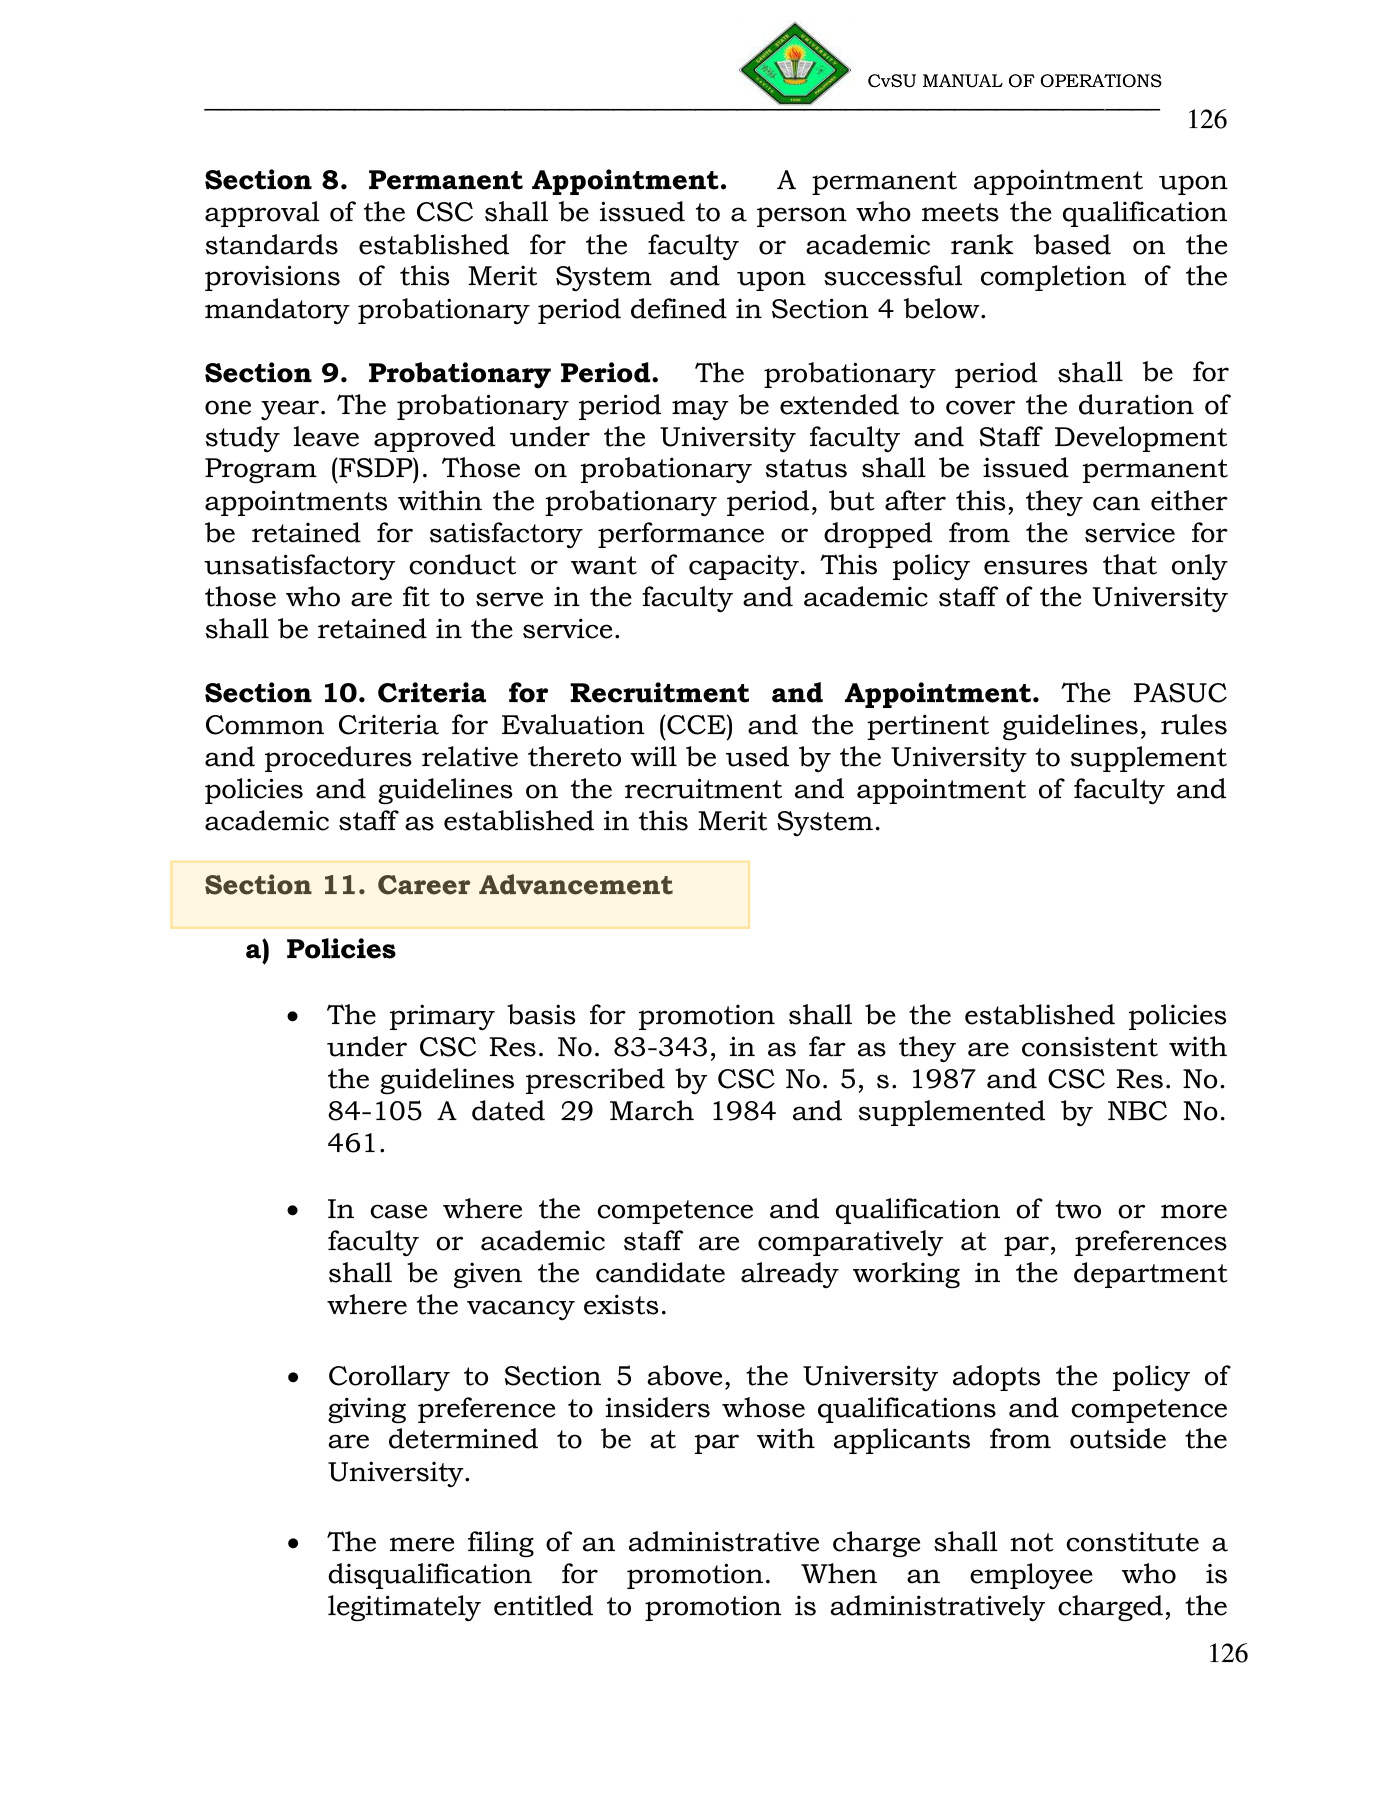 CvSU MANUAL OF OPERATIONS
126
Section 8. Permanent Appointment. A permanent appointment upon
approval of the CSC shall be issued to a person who meets the qualification
standards established for the faculty or academic rank based on the
provisions of this Merit System and upon successful completion of the
mandatory probationary period defined in Section 4 below.
Section 9. Probationary Period. The probationary period shall be for
one year. The probationary period may be extended to cover the duration of
study leave approved under the University faculty and Staff Development
Program (FSDP). Those on probationary status shall be issued permanent
appointments within the probationary period, but after this, they can either
be retained for satisfactory performance or dropped from the service for
unsatisfactory conduct or want of capacity. This policy ensures that only
those who are fit to serve in the faculty and academic staff of the University
shall be retained in the service.
Section 10. Criteria for Recruitment and Appointment. The PASUC
Common Criteria for Evaluation (CCE) and the pertinent guidelines, rules
and procedures relative thereto will be used by the University to supplement
policies and guidelines on the recruitment and appointment of faculty and
academic staff as established in this Merit System.
Section 11. Career Advancement
a) Policies
• The primary basis for promotion shall be the established policies
under CSC Res. No. 83-343, in as far as they are consistent with
the guidelines prescribed by CSC No. 5, s. 1987 and CSC Res. No.
84-105 A dated 29 March 1984 and supplemented by NBC No.
461.
• In case where the competence and qualification of two or more
faculty or academic staff are comparatively at par, preferences
shall be given the candidate already working in the department
where the vacancy exists.
• Corollary to Section 5 above, the University adopts the policy of
giving preference to insiders whose qualifications and competence
are determined to be at par with applicants from outside the
University.
• The mere filing of an administrative charge shall not constitute a
disqualification for promotion. When an employee who is
legitimately entitled to promotion is administratively charged, the
126